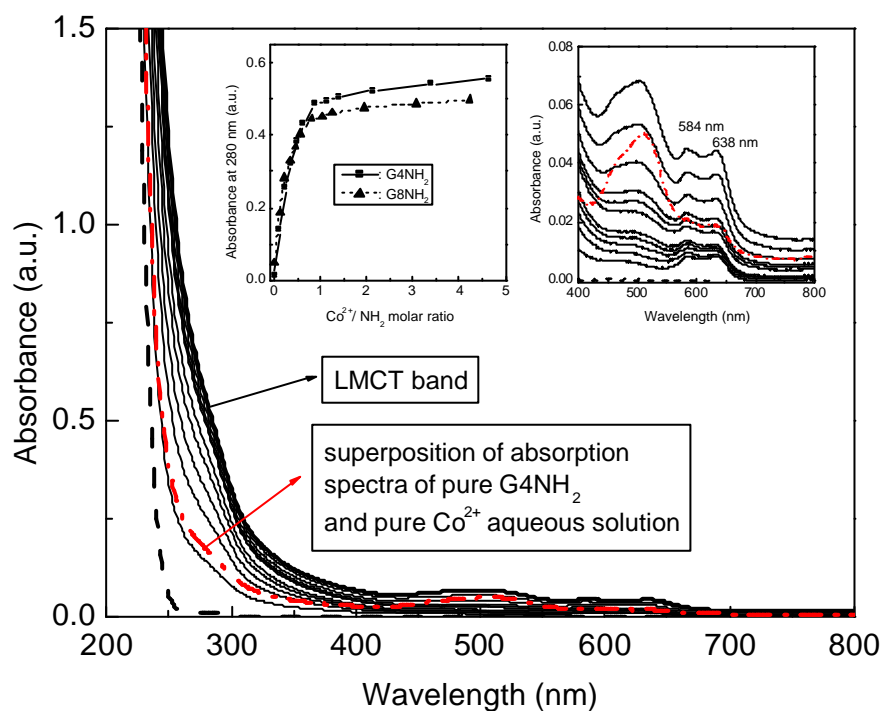 1.5
1.0
0.5
0.0
200 300 400 500 600 700 800
Absorbance (a.u.)
Wavelength (nm)
0.6
0.4
0.2
0.0
0 1 2 3 4 5
Absorbance at 280 nm (a.u.)
Co²⁺/ NH₂ molar ratio
: G4NH₂
: G8NH₂
0.08
0.06
0.04
0.02
0.00
400 500 600 700 800
Absorbance (a.u.)
Wavelength (nm)
584 nm
638 nm
LMCT band
superposition of absorption
spectra of pure G4NH₂
and pure Co²⁺ aqueous solution